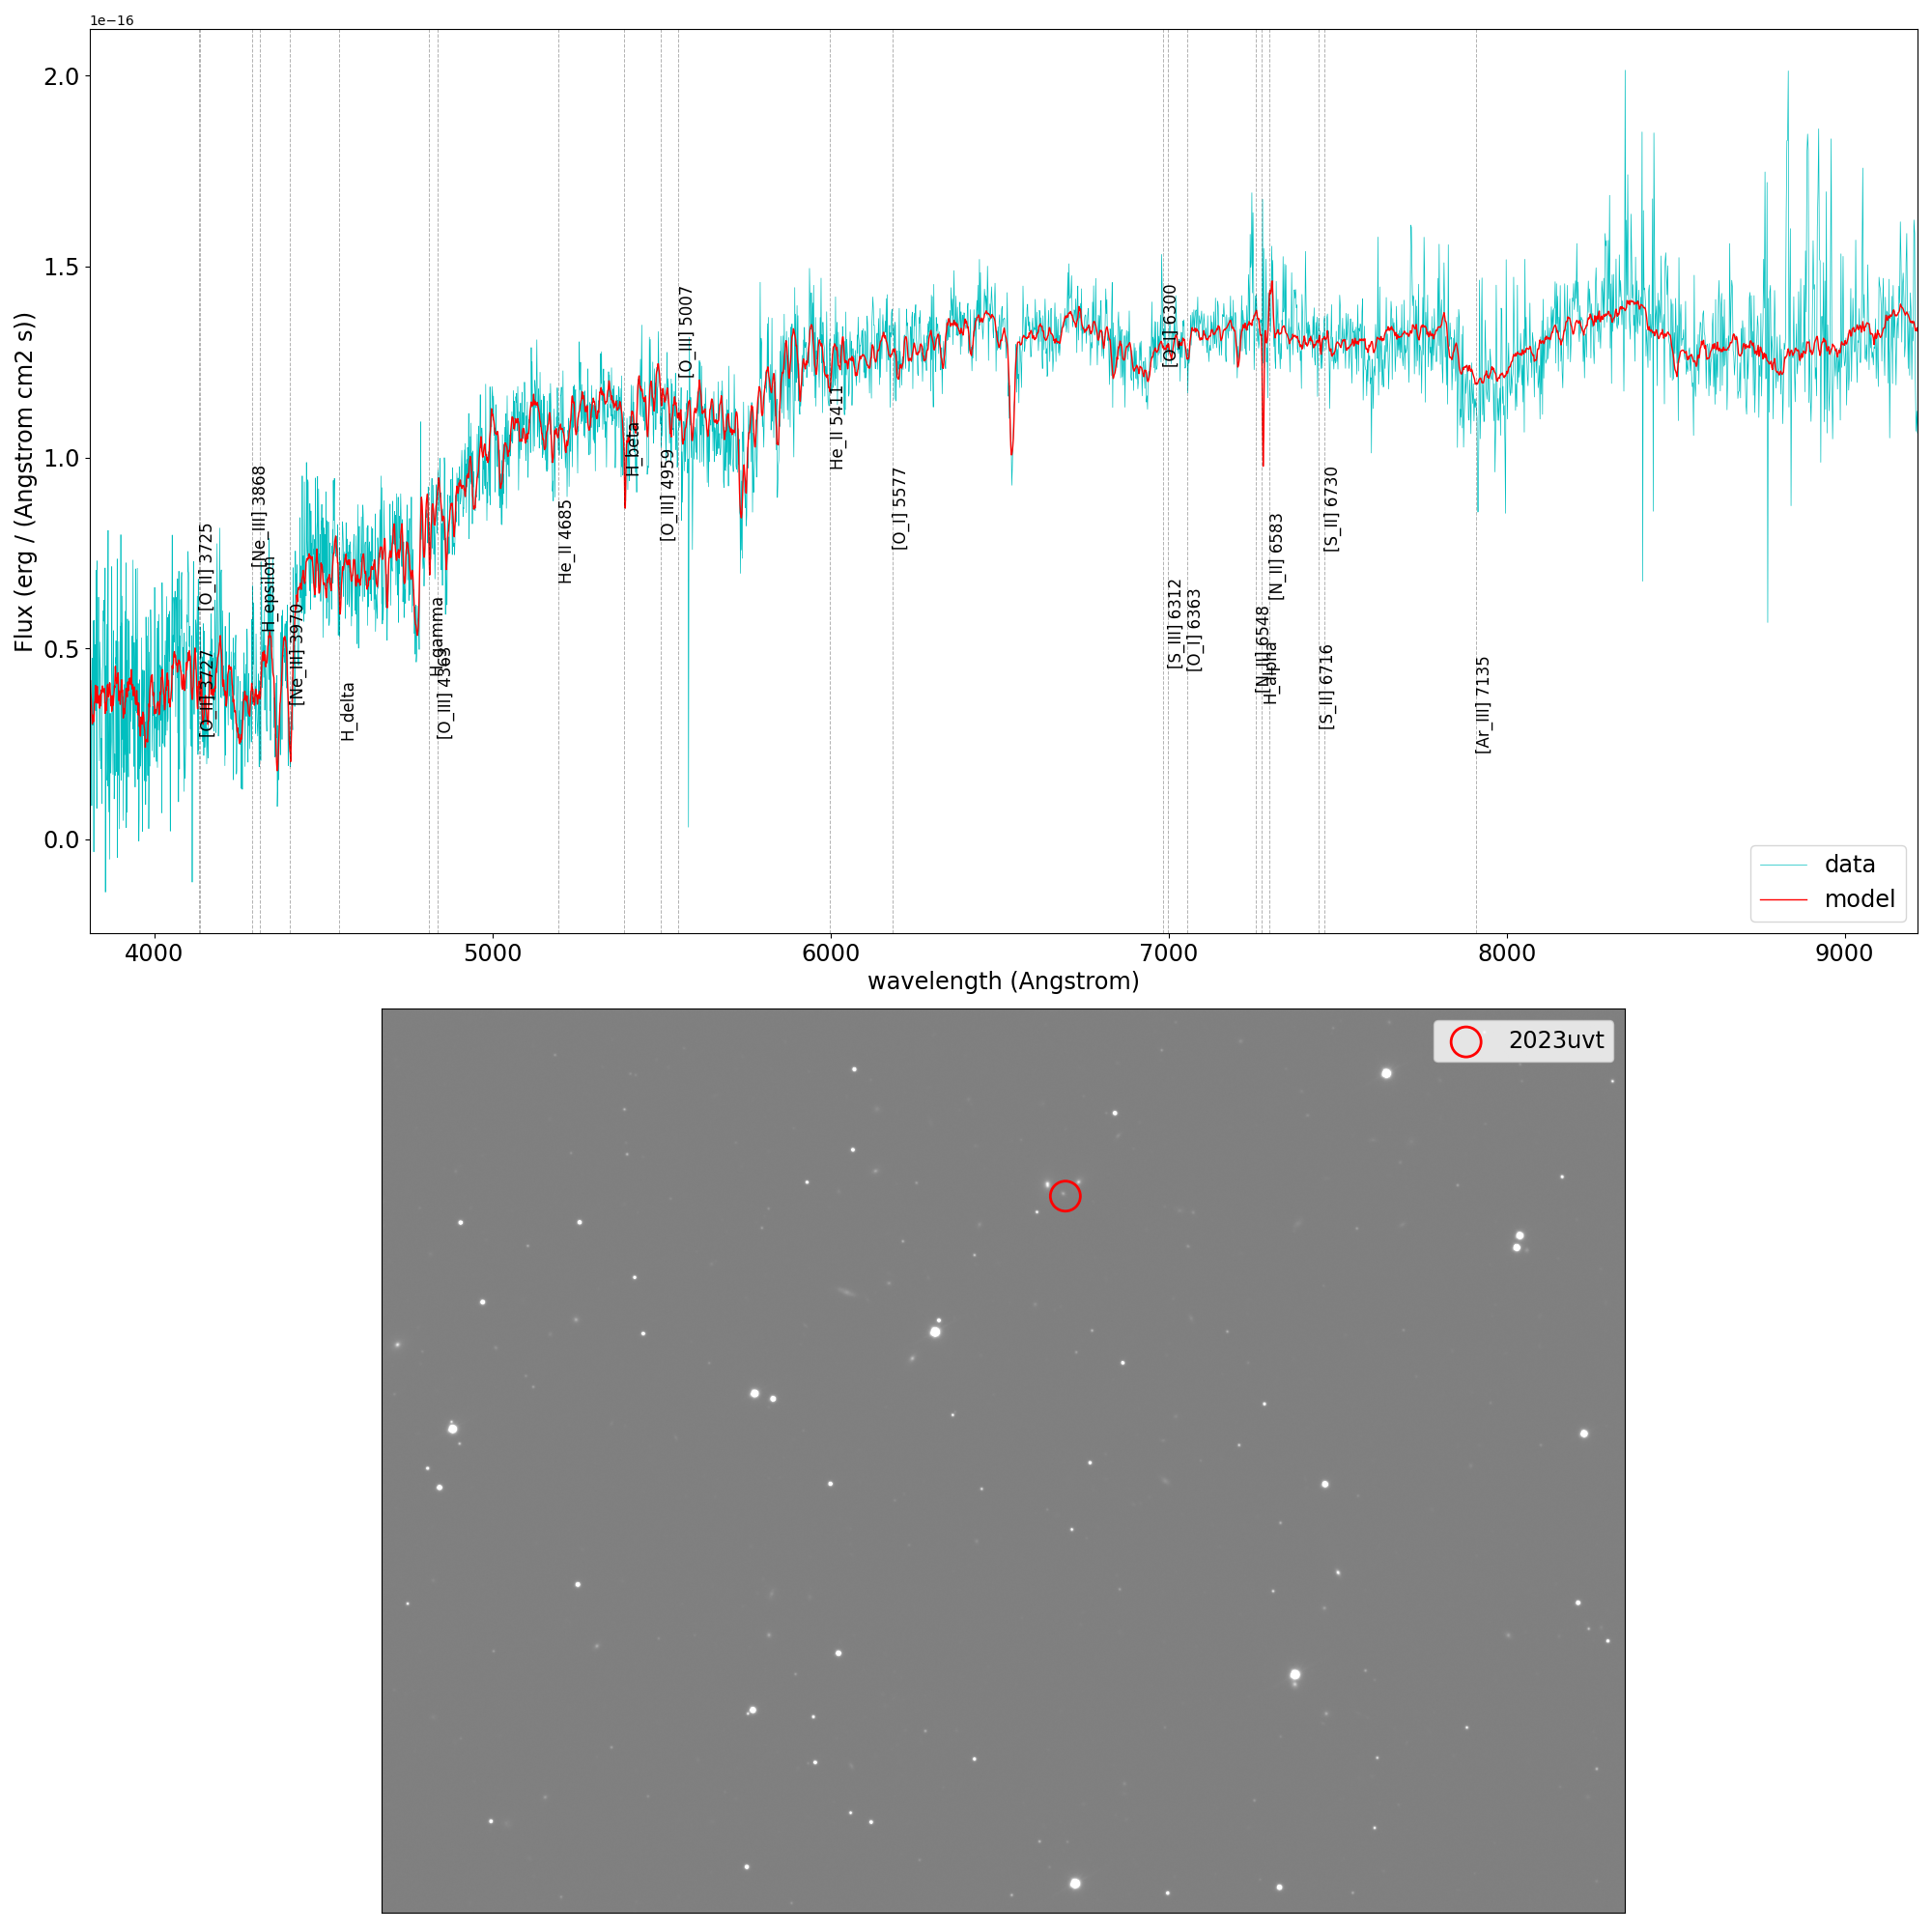 1e−16
2.0
1.5
1.0
0.5
0.0
Flux (erg / (Angstrom cm2 s))
[O_II] 3725
[O_II] 3727
[Ne_III] 3868
H_epsilon
[Ne_III] 3970
H_delta
H_gamma
[O_III] 4363
He_II 4685
H_beta
[O_III] 4959
[O_III] 5007
He_II 5411
[O_I] 5577
[O_I] 6300
[S_III] 6312
[O_I] 6363
[N_II] 6548
H_alpha
[N_II] 6583
[S_II] 6716
[S_II] 6730
[Ar_III] 7135
data
model
4000 5000 6000 7000 8000 9000
wavelength (Angstrom)
2023uvt